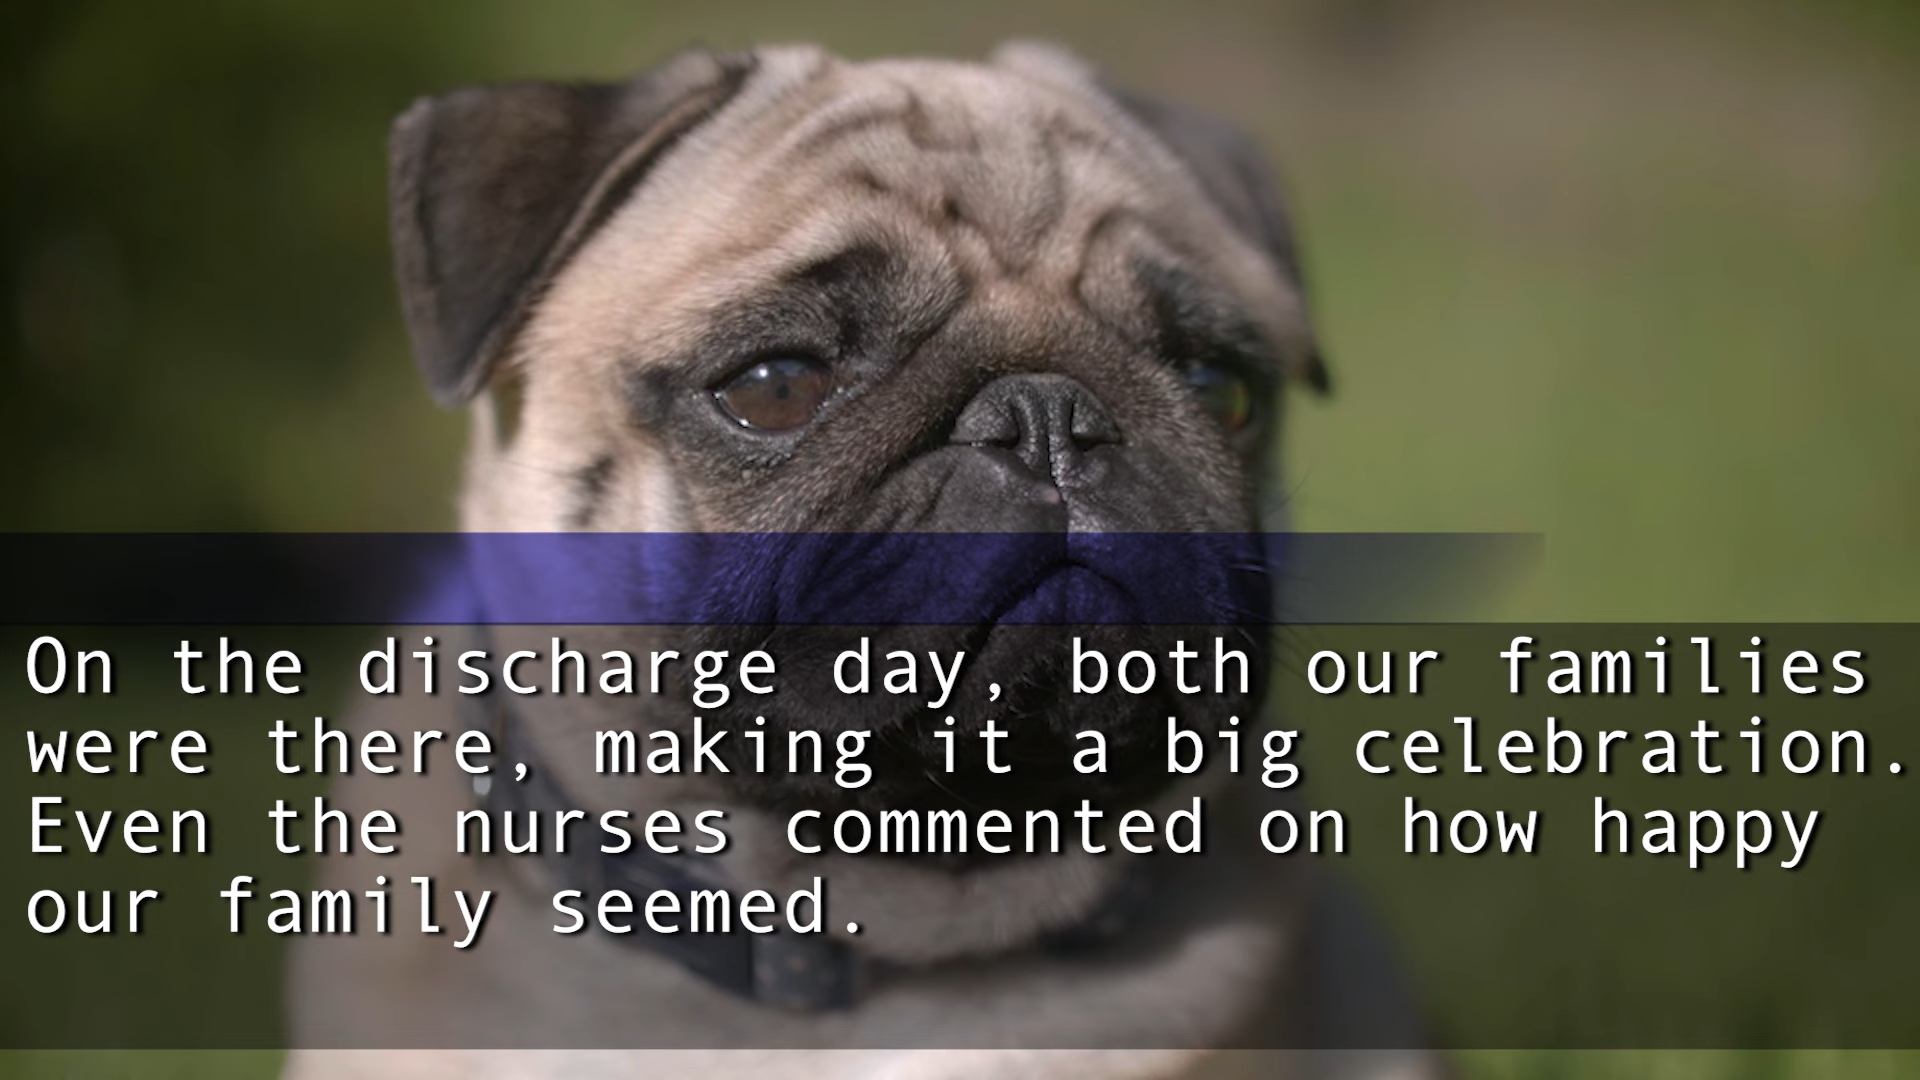 On the discharge day, both our families
were there, making it a big celebration.
Even the nurses commented on how happy
our family seemed.